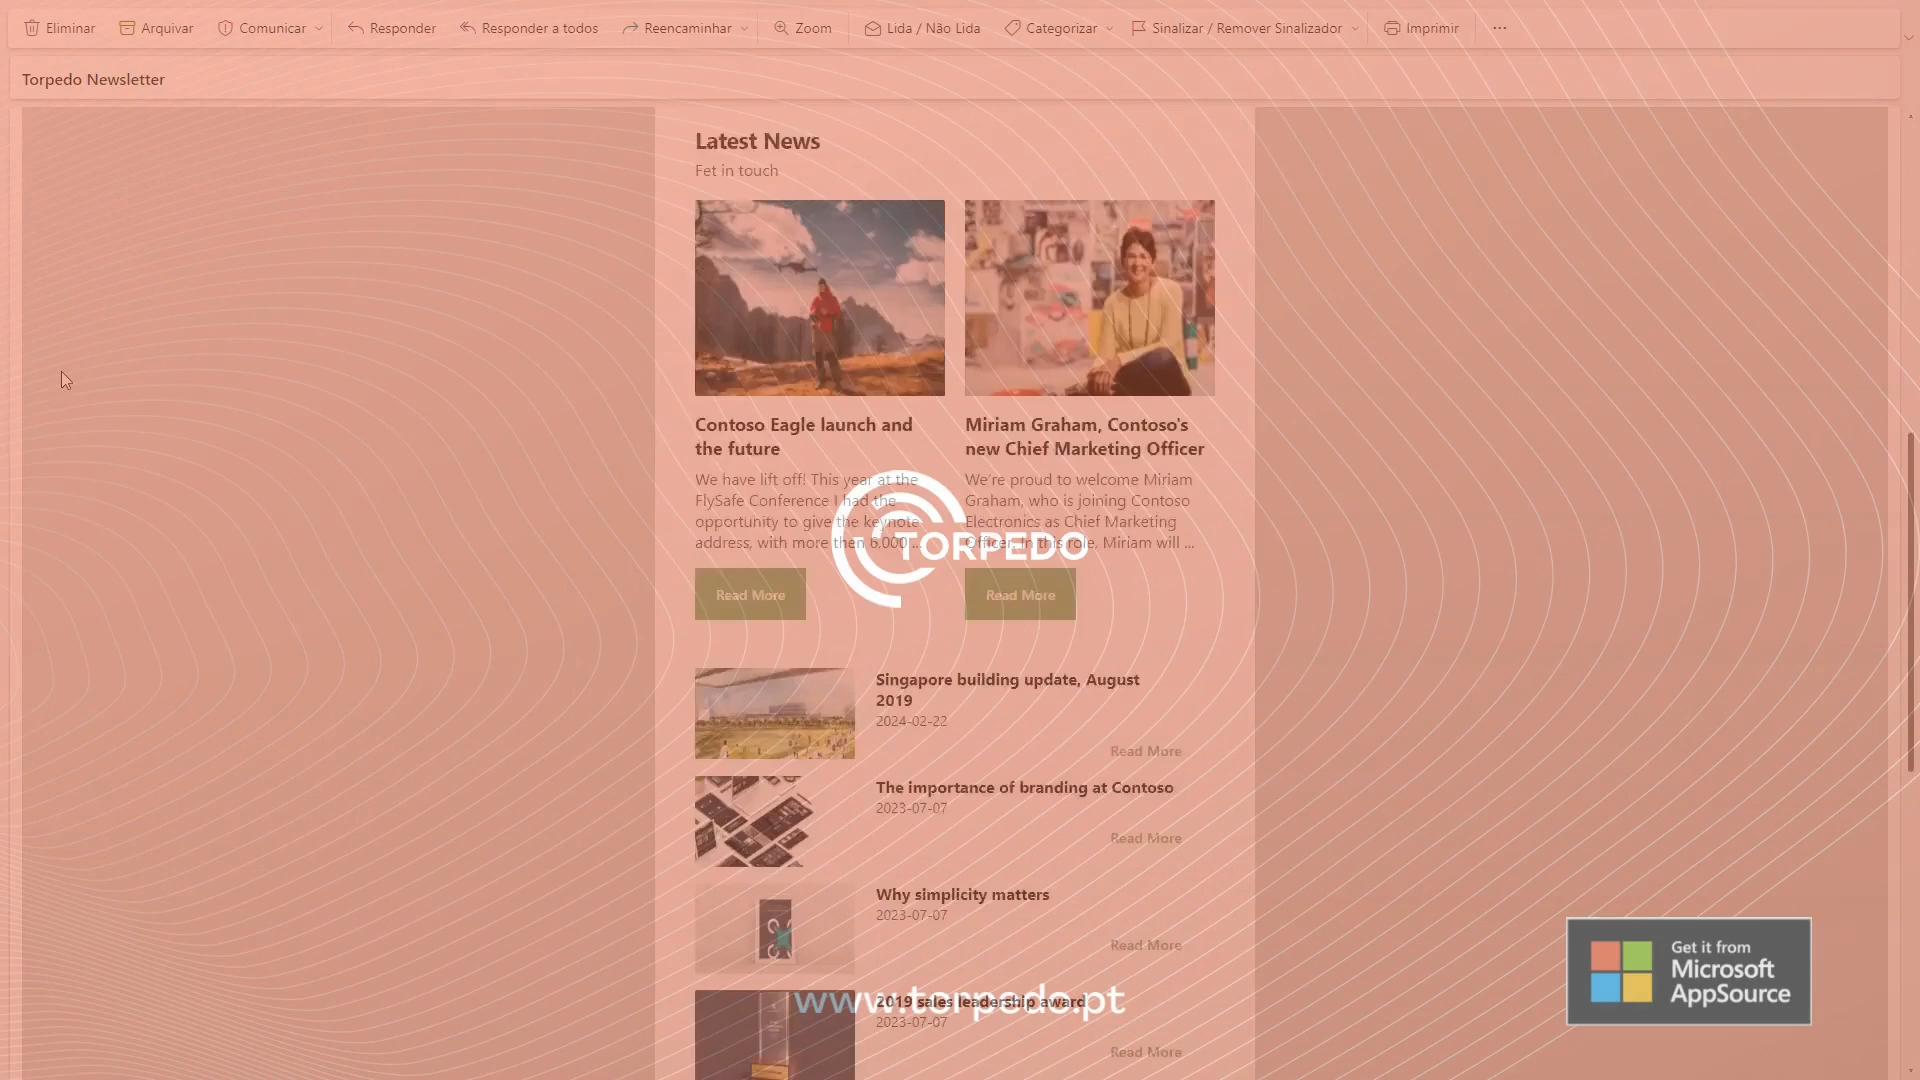 Eliminar
Arquivar
Comunicar
Responder
Responder a todos
Reencaminhar
Zoom
Lida / Não Lida
Categorizar
Sinalizar / Remover Sinalizador
Imprimir
Torpedo Newsletter
Latest News
Fet in touch
Contoso Eagle launch and
the future
We have lift off! This year at the
FlySafe Conference I had the
opportunity to give the keynote
address, with more then 6,000 ...
Read More
Miriam Graham, Contoso's
new Chief Marketing Officer
We're proud to welcome Miriam
Graham, who is joining Contoso
Electronics as Chief Marketing
Officer. In this role, Miriam will ...
Read More
TORPEDO
Singapore building update, August
2019
2024-02-22
Read More
The importance of branding at Contoso
2023-07-07
Read More
Why simplicity matters
2023-07-07
Read More
2019 sales leadership award
2023-07-07
Read More
www.torpedo.pt
Get it from
Microsoft
AppSource